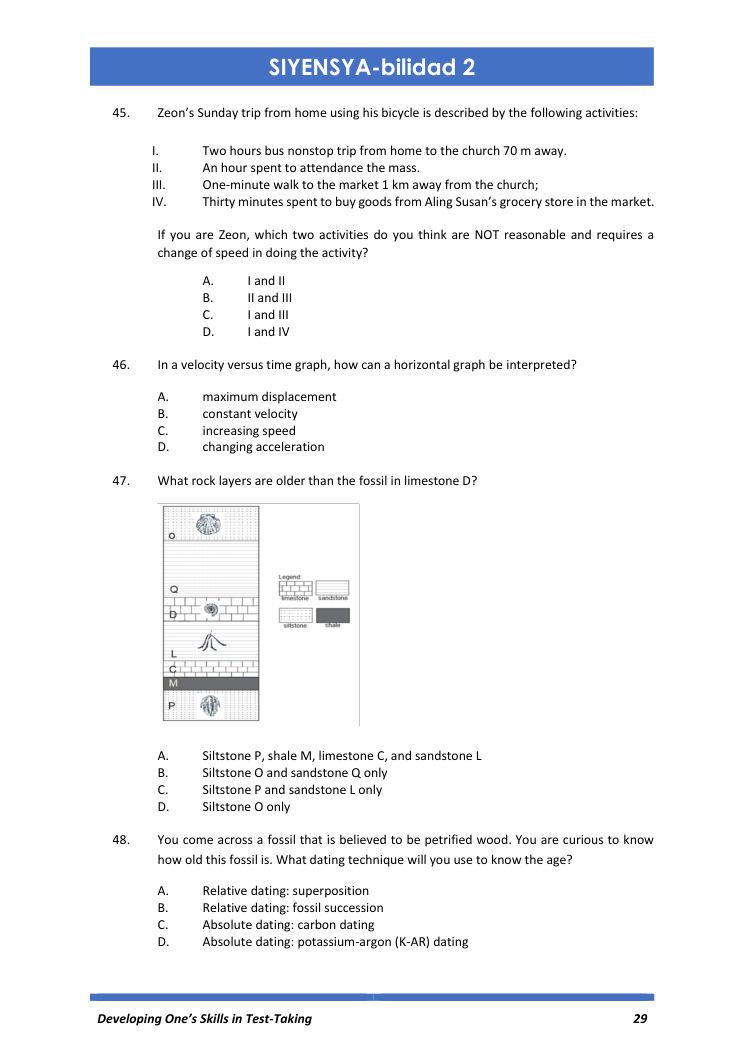 SIYENSYA-bilidad 2
45. Zeon’s Sunday trip from home using his bicycle is described by the following activities:
I. Two hours bus nonstop trip from home to the church 70 m away.
II. An hour spent to attendance the mass.
III. One-minute walk to the market 1 km away from the church;
IV. Thirty minutes spent to buy goods from Aling Susan’s grocery store in the market.
If you are Zeon, which two activities do you think are NOT reasonable and requires a
change of speed in doing the activity?
A. I and II
B. II and III
C. I and III
D. I and IV
46. In a velocity versus time graph, how can a horizontal graph be interpreted?
A. maximum displacement
B. constant velocity
C. increasing speed
D. changing acceleration
47. What rock layers are older than the fossil in limestone D?
O
Q
D
L
C
M
P
Legend:
limestone sandstone
siltstone shale
A. Siltstone P, shale M, limestone C, and sandstone L
B. Siltstone O and sandstone Q only
C. Siltstone P and sandstone L only
D. Siltstone O only
48. You come across a fossil that is believed to be petrified wood. You are curious to know
how old this fossil is. What dating technique will you use to know the age?
A. Relative dating: superposition
B. Relative dating: fossil succession
C. Absolute dating: carbon dating
D. Absolute dating: potassium-argon (K-AR) dating
Developing One’s Skills in Test-Taking 29